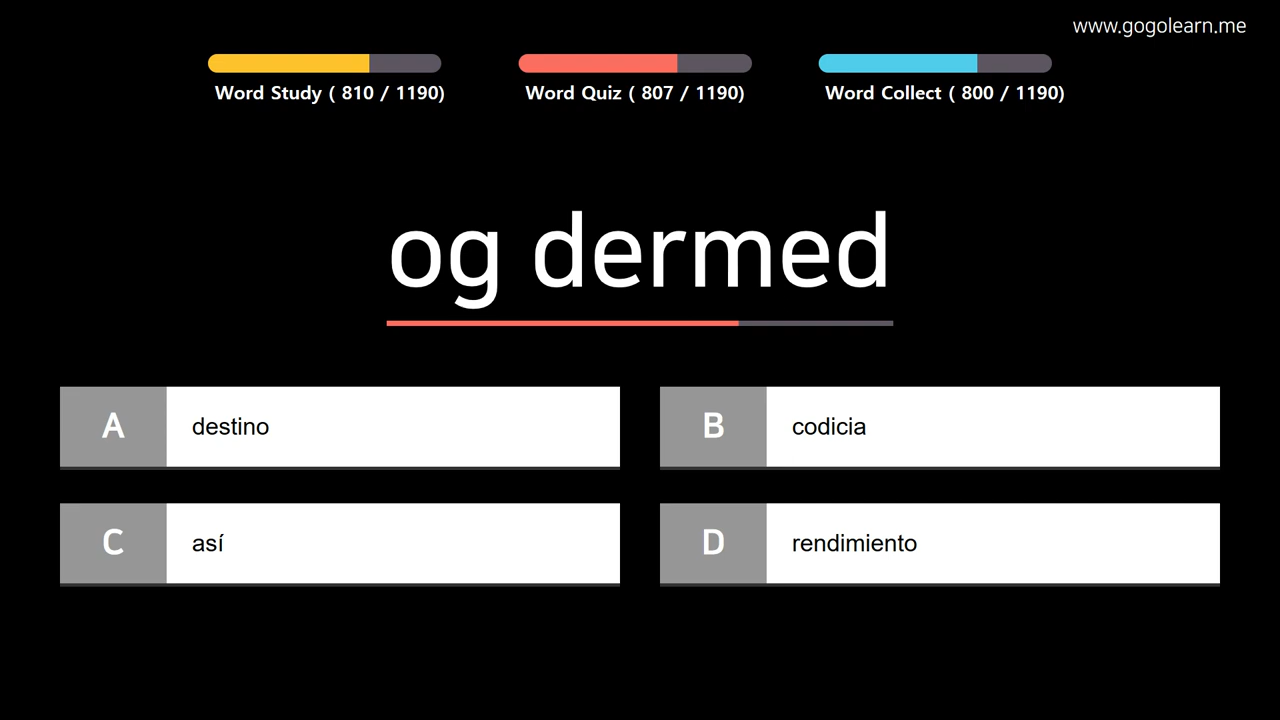 www.gogolearn.me
Word Study ( 810 / 1190)
Word Quiz ( 807 / 1190)
Word Collect ( 800 / 1190)
og dermed
A destino
B codicia
C así
D rendimiento